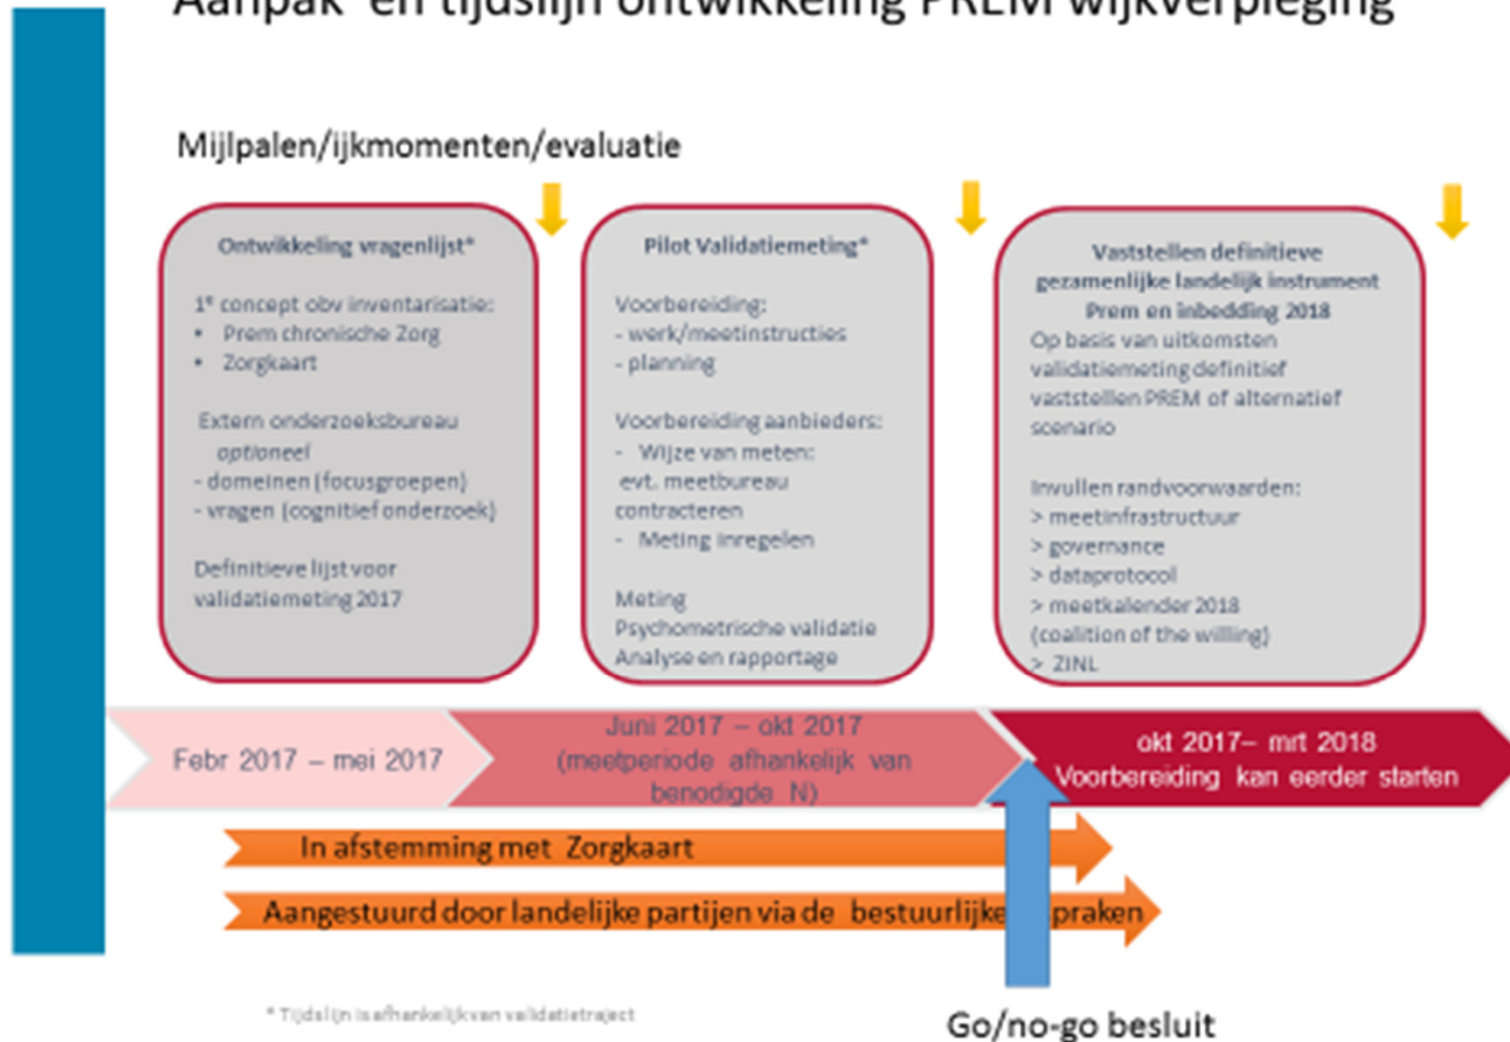 Aanpak en tijdslijn ontwikkeling PREM wijkverpleging
Mijlpalen/ijkmomenten/evaluatie
Ontwikkeling vragenlijst*
1e concept obv inventarisatie:
• Prem chronische Zorg
• Zorgkaart
Extern onderzoeksbureau
optioneel
- domeinen (focusgroepen)
- vragen (cognitief onderzoek)
Definitieve lijst voor
validatiemeting 2017
Pilot Validatiemeting*
Voorbereiding:
- werk/meetinstructies
- planning
Voorbereiding aanbieders:
- Wijze van meten:
evt. meetbureau
contracteren
- Meting inregelen
Meting
Psychometrische validatie
Analyse en rapportage
Vaststellen definitieve
gezamenlijke landelijk instrument
Prem en inbedding 2018
Op basis van uitkomsten
validatiemeting definitief
vaststellen PREM of alternatief
scenario
Invullen randvoorwaarden:
> meetinfrastructuur
> governance
> dataprotocol
> meetkalender 2018
(coalition of the willing)
> ZINL
Febr 2017 – mei 2017
Juni 2017 – okt 2017
(meetperiode afhankelijk van
benodigde N)
okt 2017– mrt 2018
Voorbereiding kan eerder starten
In afstemming met Zorgkaart
Aangestuurd door landelijke partijen via de bestuurlijke spraken
* Tijdslijn is afhankelijk van validatietraject
Go/no-go besluit